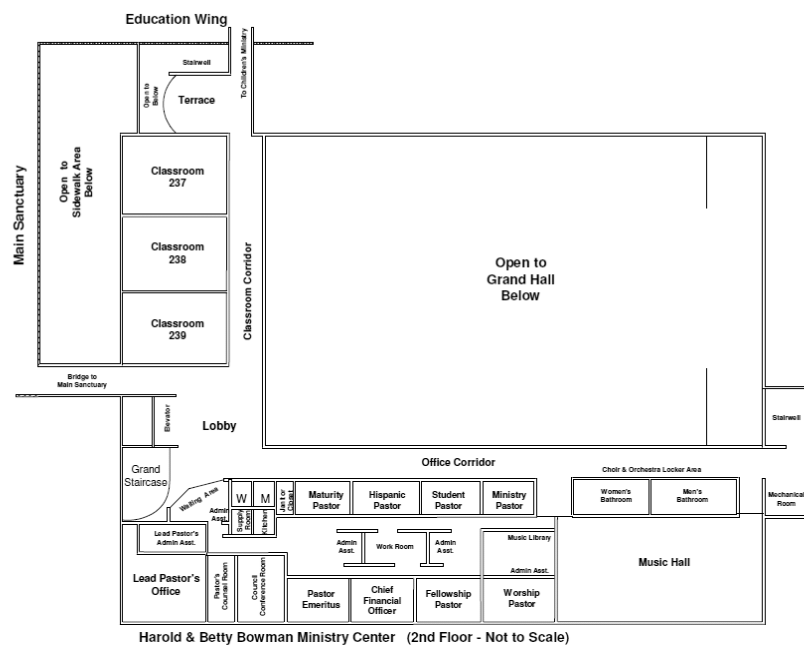 Education Wing
Stairwell
To Children's Ministry
Open to
Below
Terrace
Main Sanctuary
Open to
Sidewalk Area
Below
Classroom
237
Classroom
238
Classroom
239
Classroom Corridor
Open to
Grand Hall
Below
Bridge to
Main Sanctuary
Elevator
Lobby
Stairwell
Office Corridor
Choir & Orchestra Locker Area
Grand
Staircase
Waiting Area
W
M
Janitor
Closet
Maturity
Pastor
Hispanic
Pastor
Student
Pastor
Ministry
Pastor
Women's
Bathroom
Men's
Bathroom
Mechanical
Room
Admin
Asst.
Supply
Room
Kitchen
Lead Pastor's
Admin Asst.
Admin
Asst.
Work Room
Admin
Asst.
Music Library
Admin Asst.
Music Hall
Lead Pastor's
Office
Pastor's
Counsel Room
Council
Conference Room
Pastor
Emeritus
Chief
Financial
Officer
Fellowship
Pastor
Worship
Pastor
Harold & Betty Bowman Ministry Center (2nd Floor - Not to Scale)